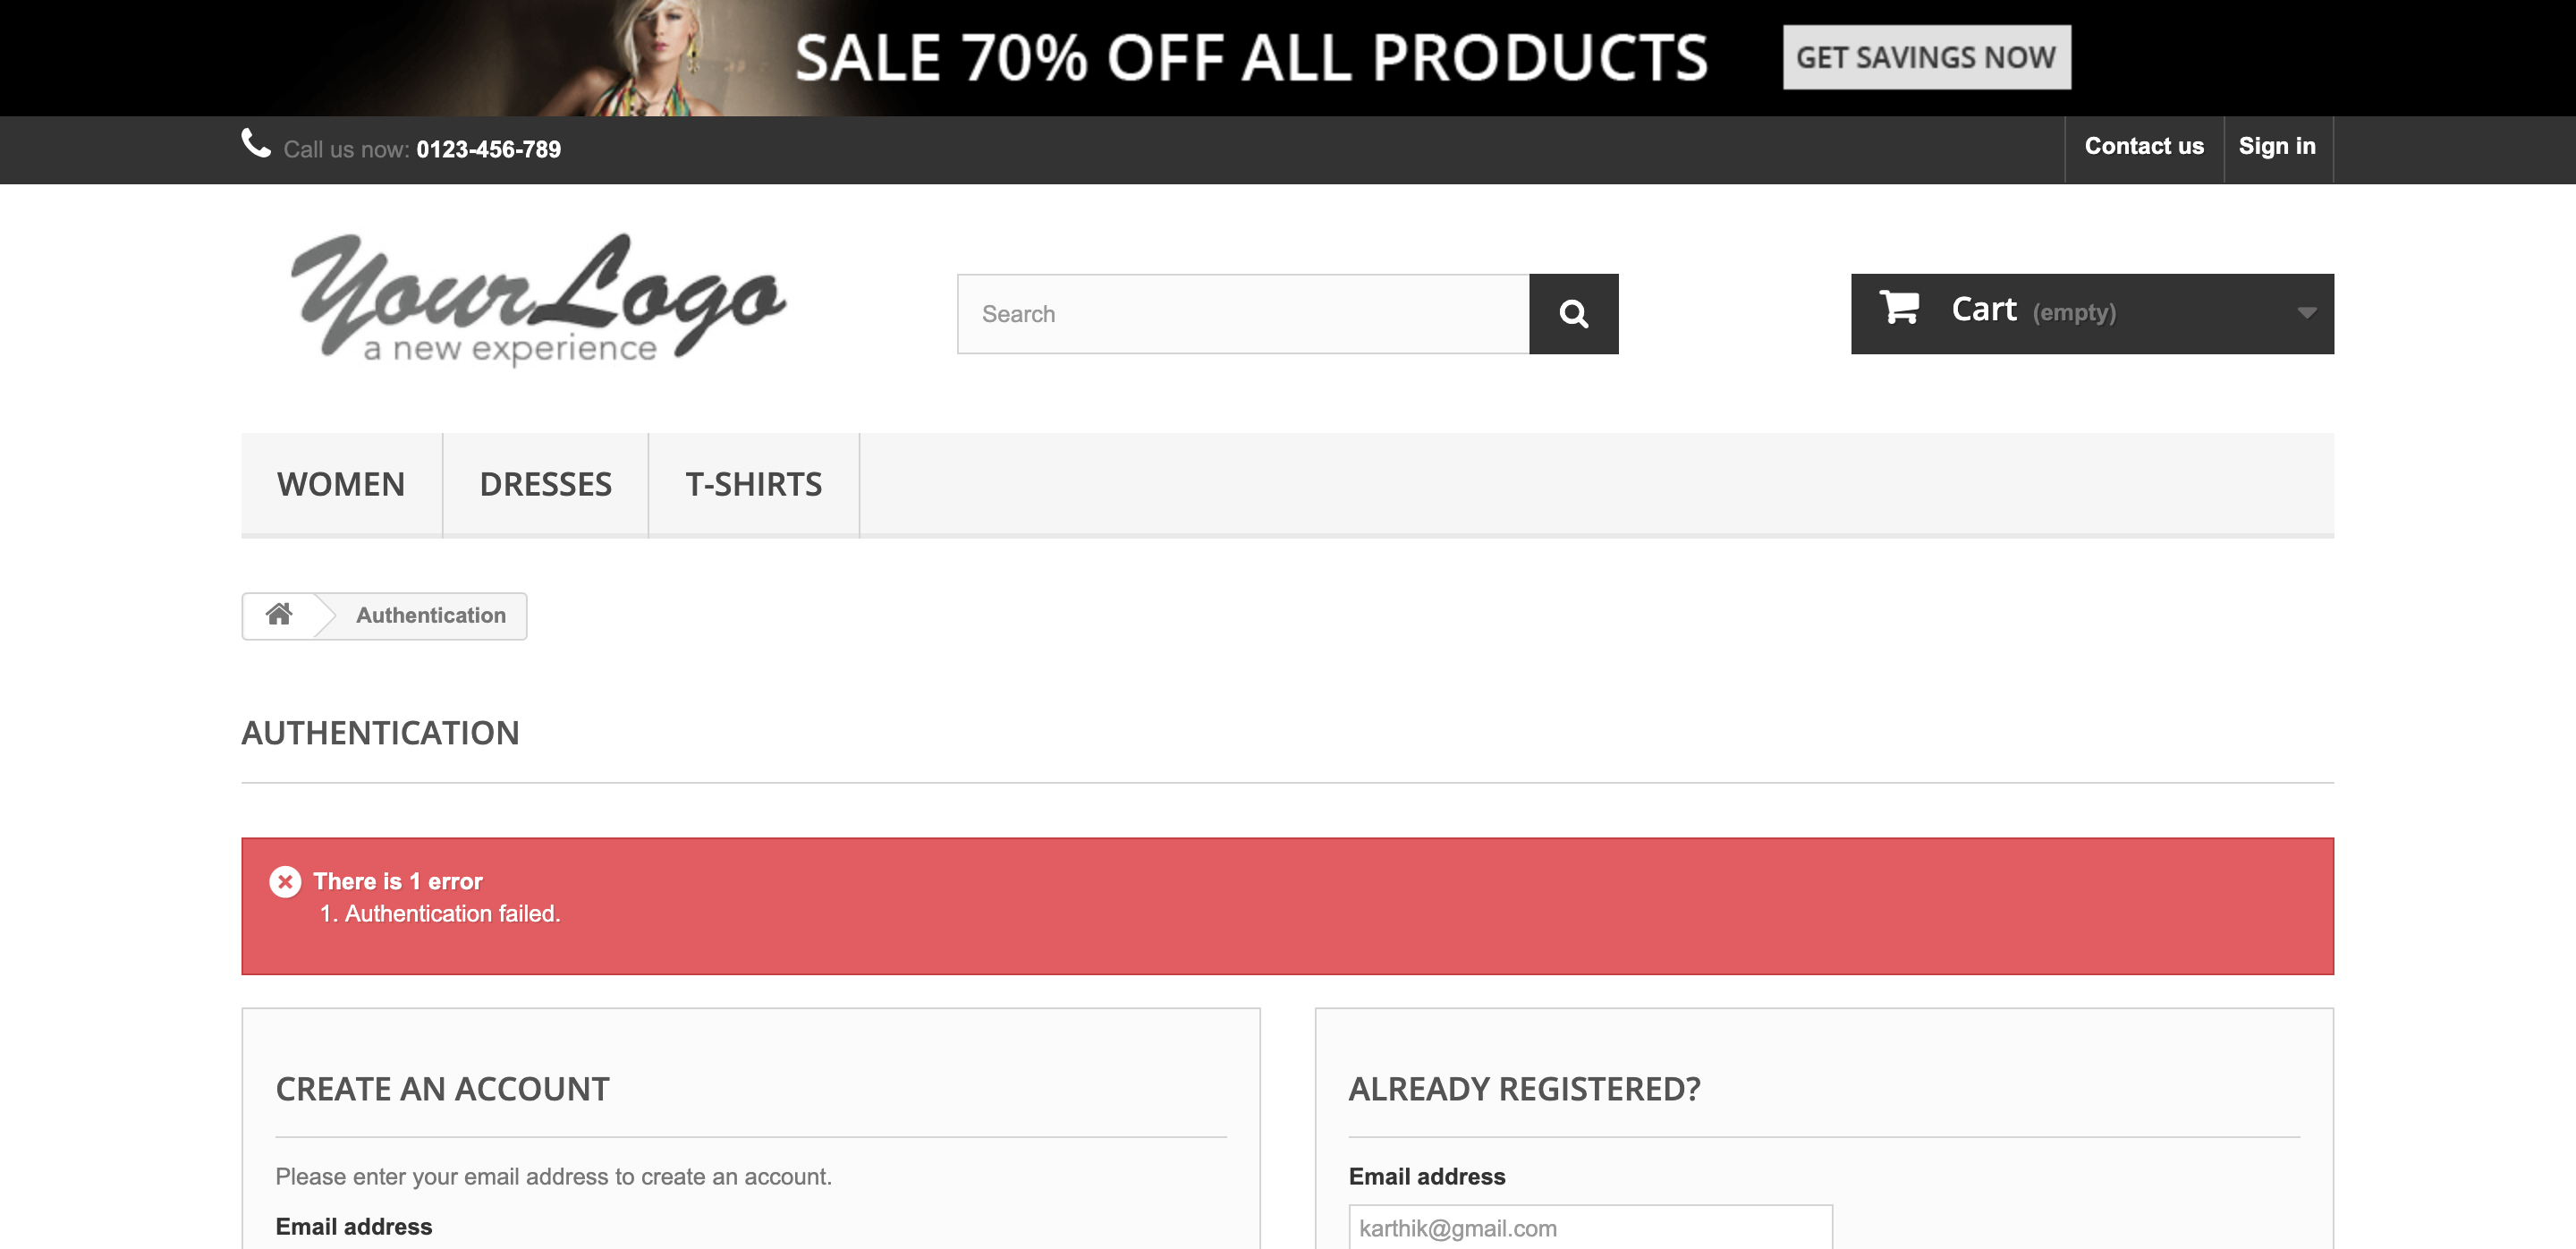 SALE 70% OFF ALL PRODUCTS GET SAVINGS NOW
Call us now: 0123-456-789 Contact us Sign in
Your Logo
a new experience
Search
Cart (empty)
WOMEN DRESSES T-SHIRTS
Authentication
AUTHENTICATION
There is 1 error
1. Authentication failed.
CREATE AN ACCOUNT
Please enter your email address to create an account.
Email address
ALREADY REGISTERED?
Email address
karthik@gmail.com